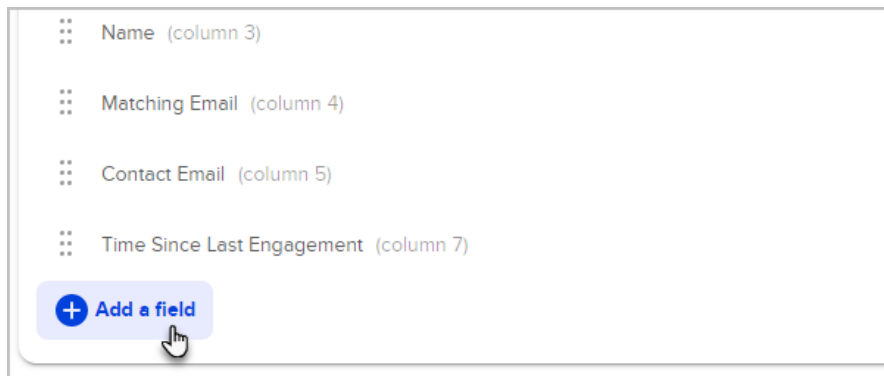 Name (column 3)
Matching Email (column 4)
Contact Email (column 5)
Time Since Last Engagement (column 7)
Add a field